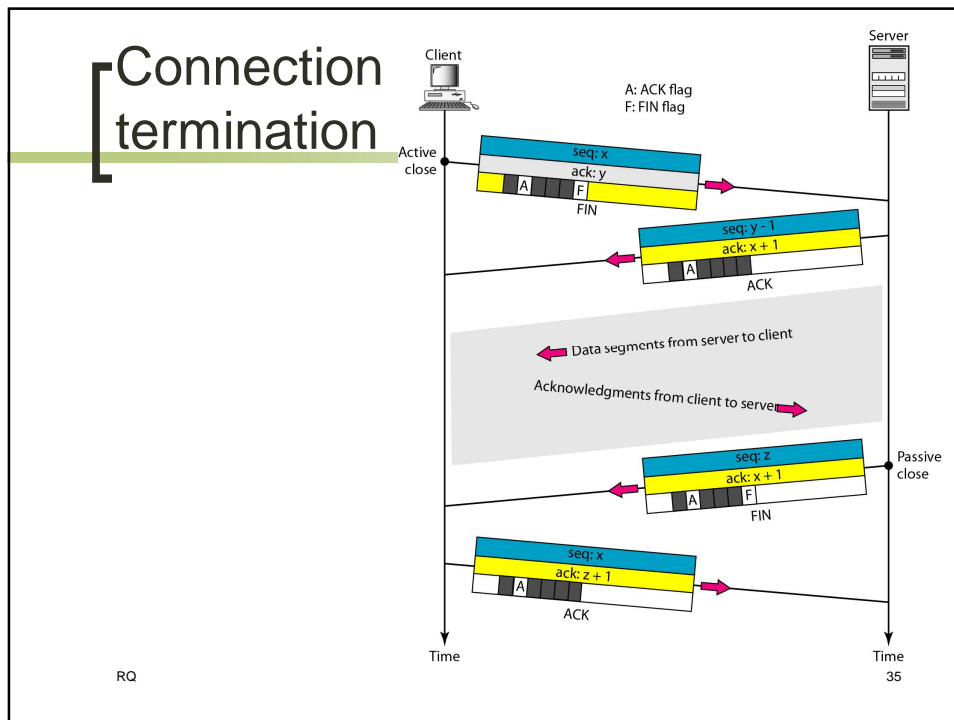 Connection
termination
Client
Server
A: ACK flag
F: FIN flag
Active
close
seq: x
ack: y
A F
FIN
seq: y - 1
ack: x + 1
A
ACK
Data segments from server to client
Acknowledgments from client to server
Passive
close
seq: z
ack: x + 1
A F
FIN
seq: x
ack: z + 1
A
ACK
Time
Time
RQ
35